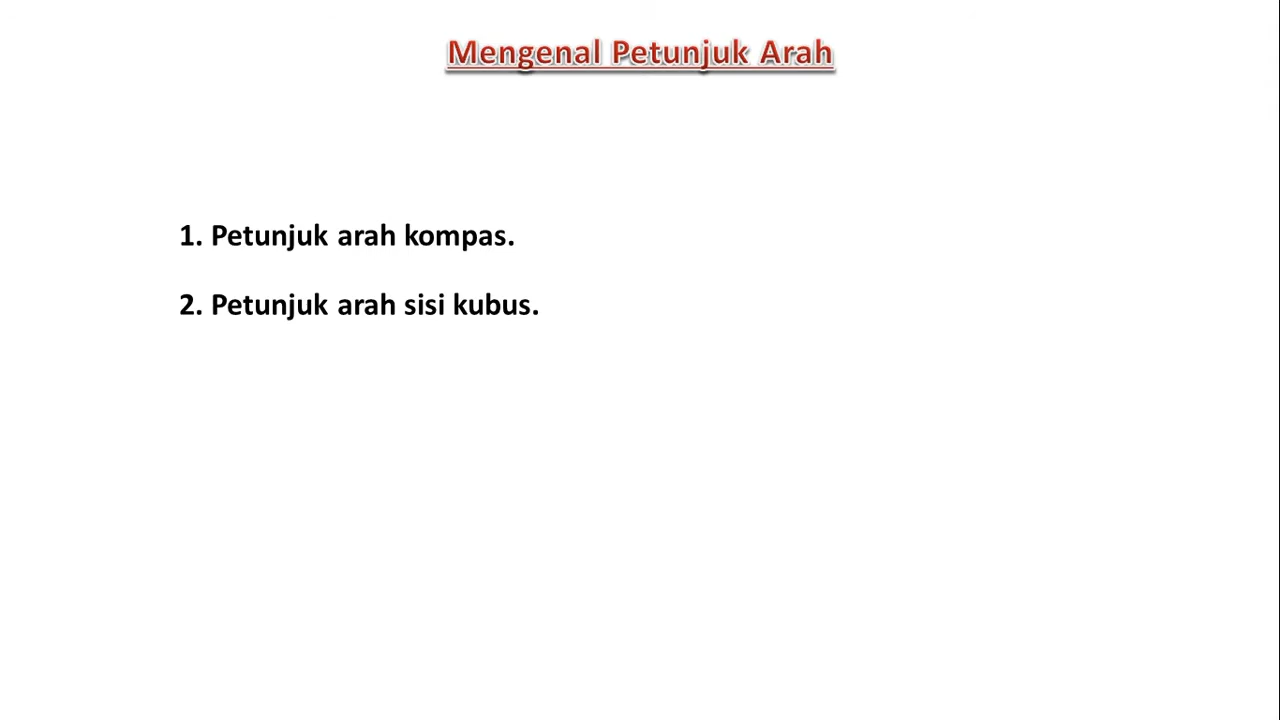 Mengenal Petunjuk Arah
1. Petunjuk arah kompas.
2. Petunjuk arah sisi kubus.